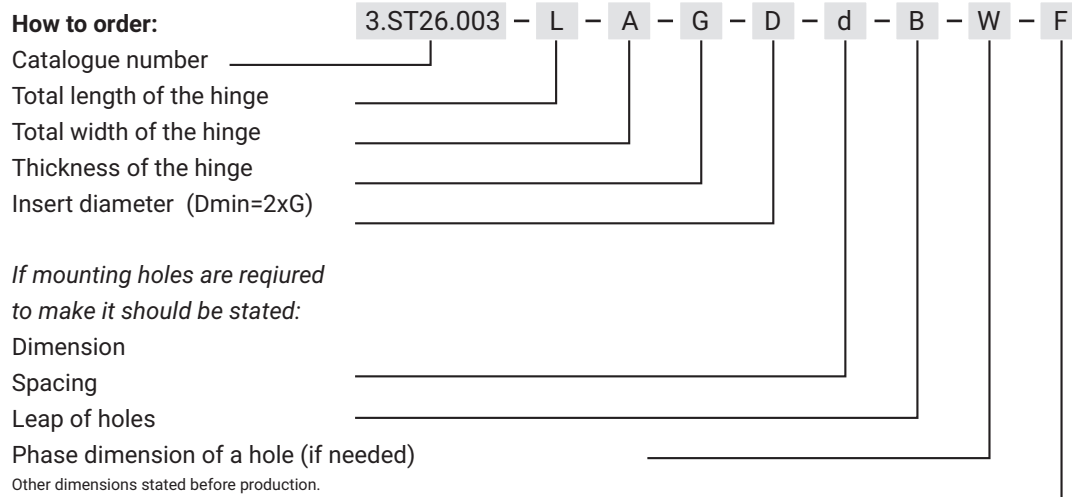 How to order:
3.ST26.003 – L – A – G – D – d – B – W – F
Catalogue number
Total length of the hinge
Total width of the hinge
Thickness of the hinge
Insert diameter (Dmin=2xG)
If mounting holes are reqiured
to make it should be stated:
Dimension
Spacing
Leap of holes
Phase dimension of a hole (if needed)
Other dimensions stated before production.